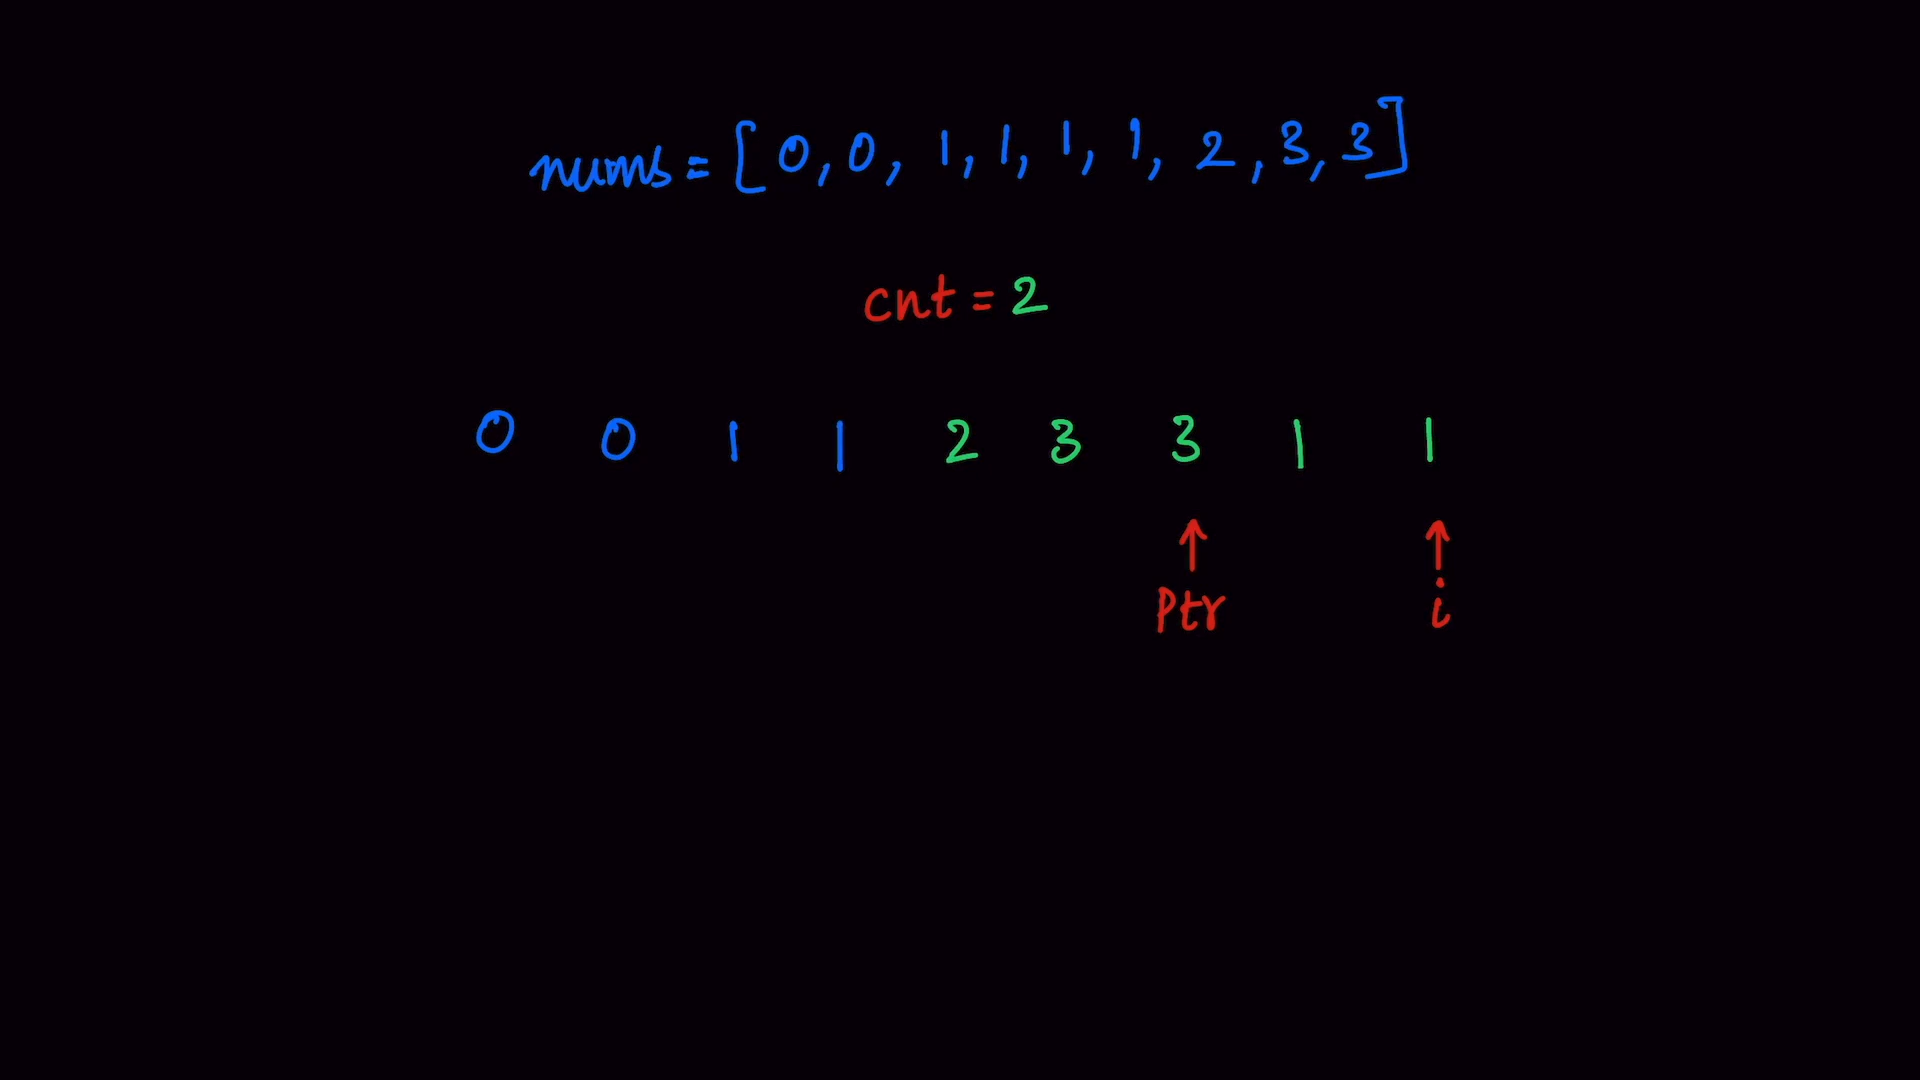 nums = [0, 0, 1, 1, 1, 1, 2, 3, 3]
cnt = 2
0 0 1 1 2 3 3 1 1
↑ ↑
Ptr i